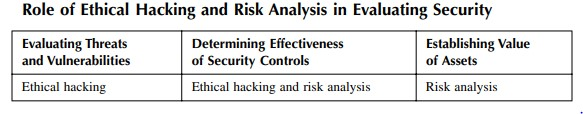 Role of Ethical Hacking and Risk Analysis in Evaluating Security
Evaluating Threats
and Vulnerabilities
Determining Effectiveness
of Security Controls
Establishing Value
of Assets
Ethical hacking
Ethical hacking and risk analysis
Risk analysis